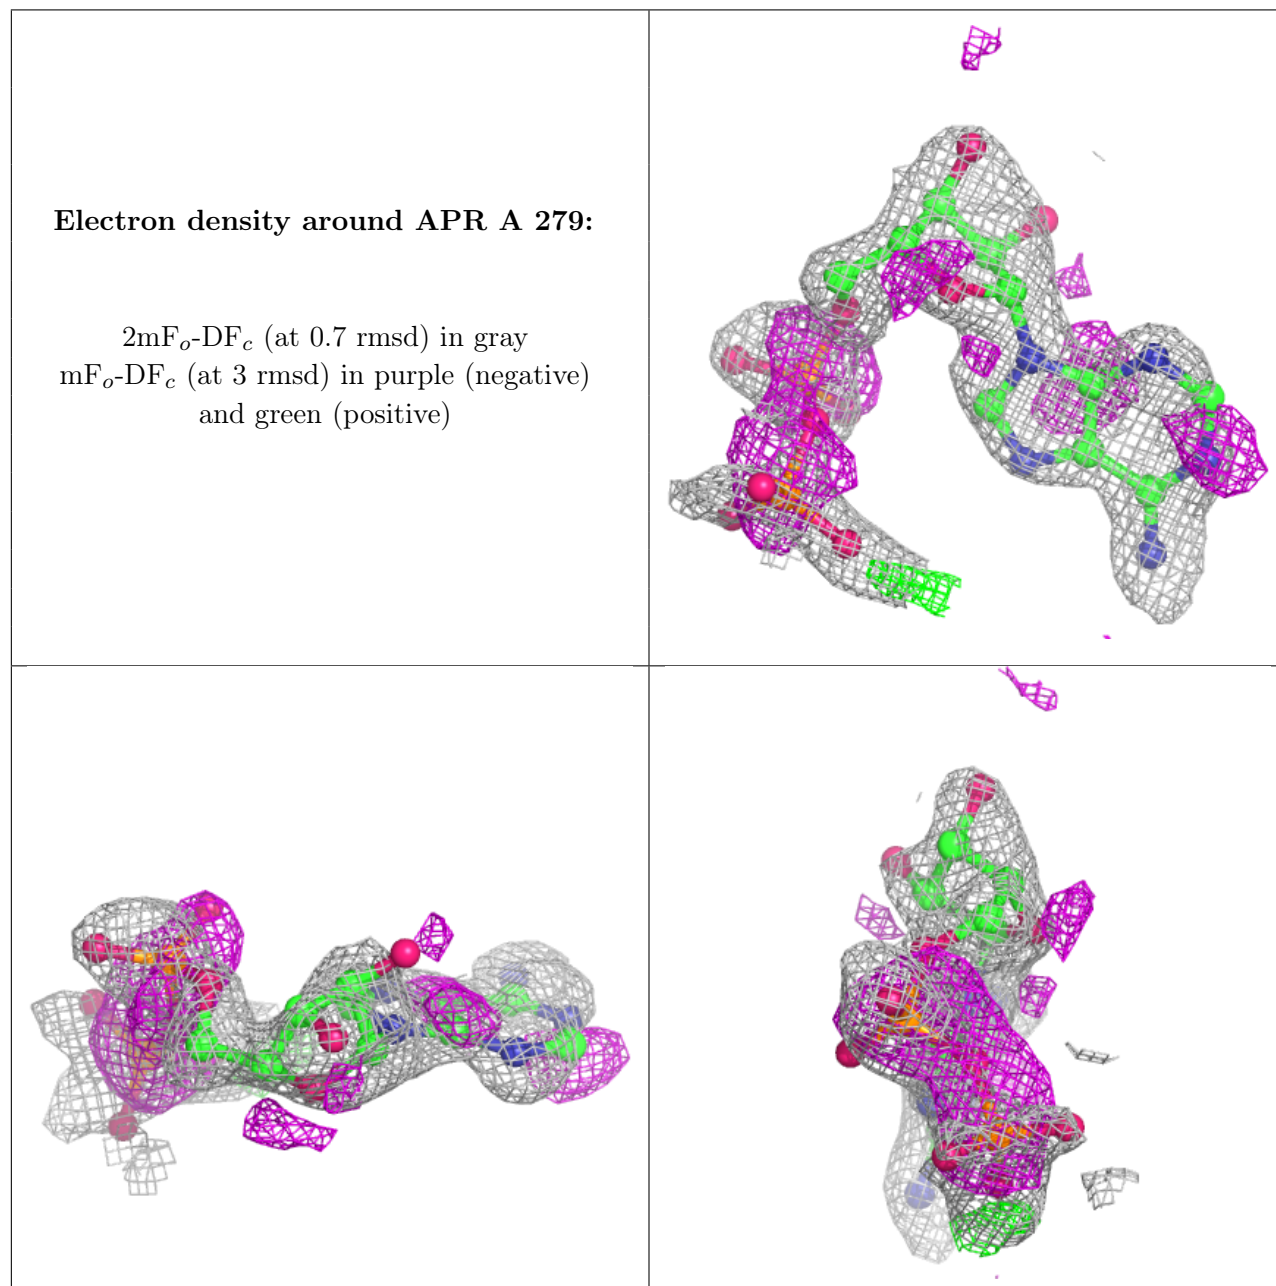 Electron density around APR A 279:
2mFo-DFc (at 0.7 rmsd) in gray
mFo-DFc (at 3 rmsd) in purple (negative)
and green (positive)